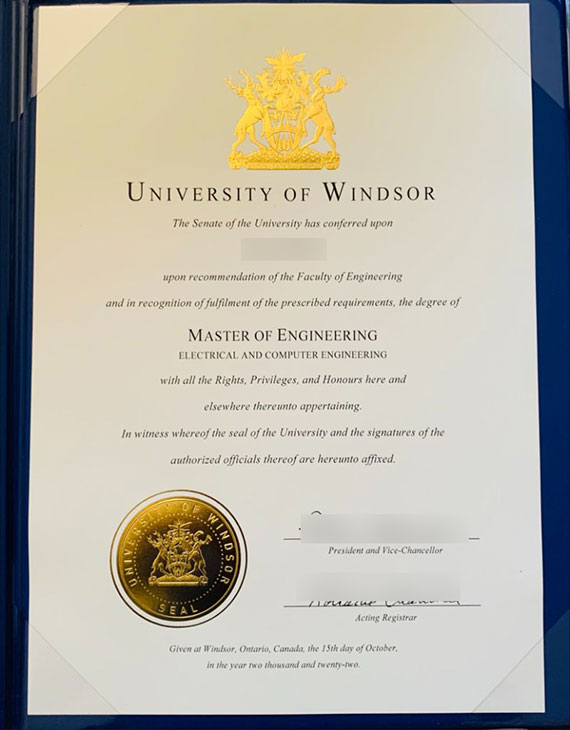 UNIVERSITY OF WINDSOR
The Senate of the University has conferred upon
upon recommendation of the Faculty of Engineering
and in recognition of fulfilment of the prescribed requirements, the degree of
MASTER OF ENGINEERING
ELECTRICAL AND COMPUTER ENGINEERING
with all the Rights, Privileges, and Honours here and
elsewhere thereunto appertaining.
In witness whereof the seal of the University and the signatures of the
authorized officials thereof are hereunto affixed.
UNIVERSITY OF WINDSOR
SEAL
President and Vice-Chancellor
Acting Registrar
Given at Windsor, Ontario, Canada, the 15th day of October,
in the year two thousand and twenty-two.